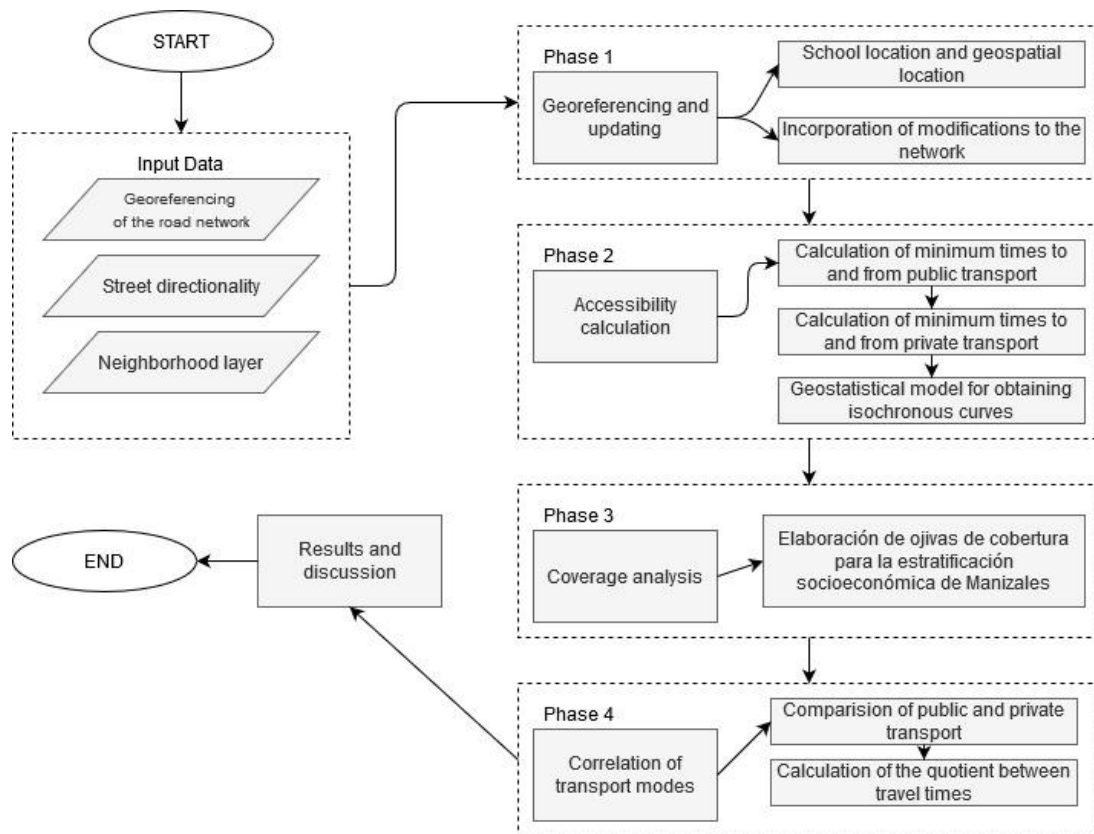 START
Input Data
Georeferencing
of the road network
Street directionality
Neighborhood layer
Phase 1
Georeferencing and
updating
School location and geospatial
location
Incorporation of modifications to the
network
Phase 2
Accessibility
calculation
Calculation of minimum times to
and from public transport
Calculation of minimum times to
and from private transport
Geostatistical model for obtaining
isochronous curves
Phase 3
Coverage analysis
Elaboración de ojivas de cobertura
para la estratificación
socioeconómica de Manizales
Phase 4
Correlation of
transport modes
Comparision of public and private
transport
Calculation of the quotient between
travel times
Results and
discussion
END